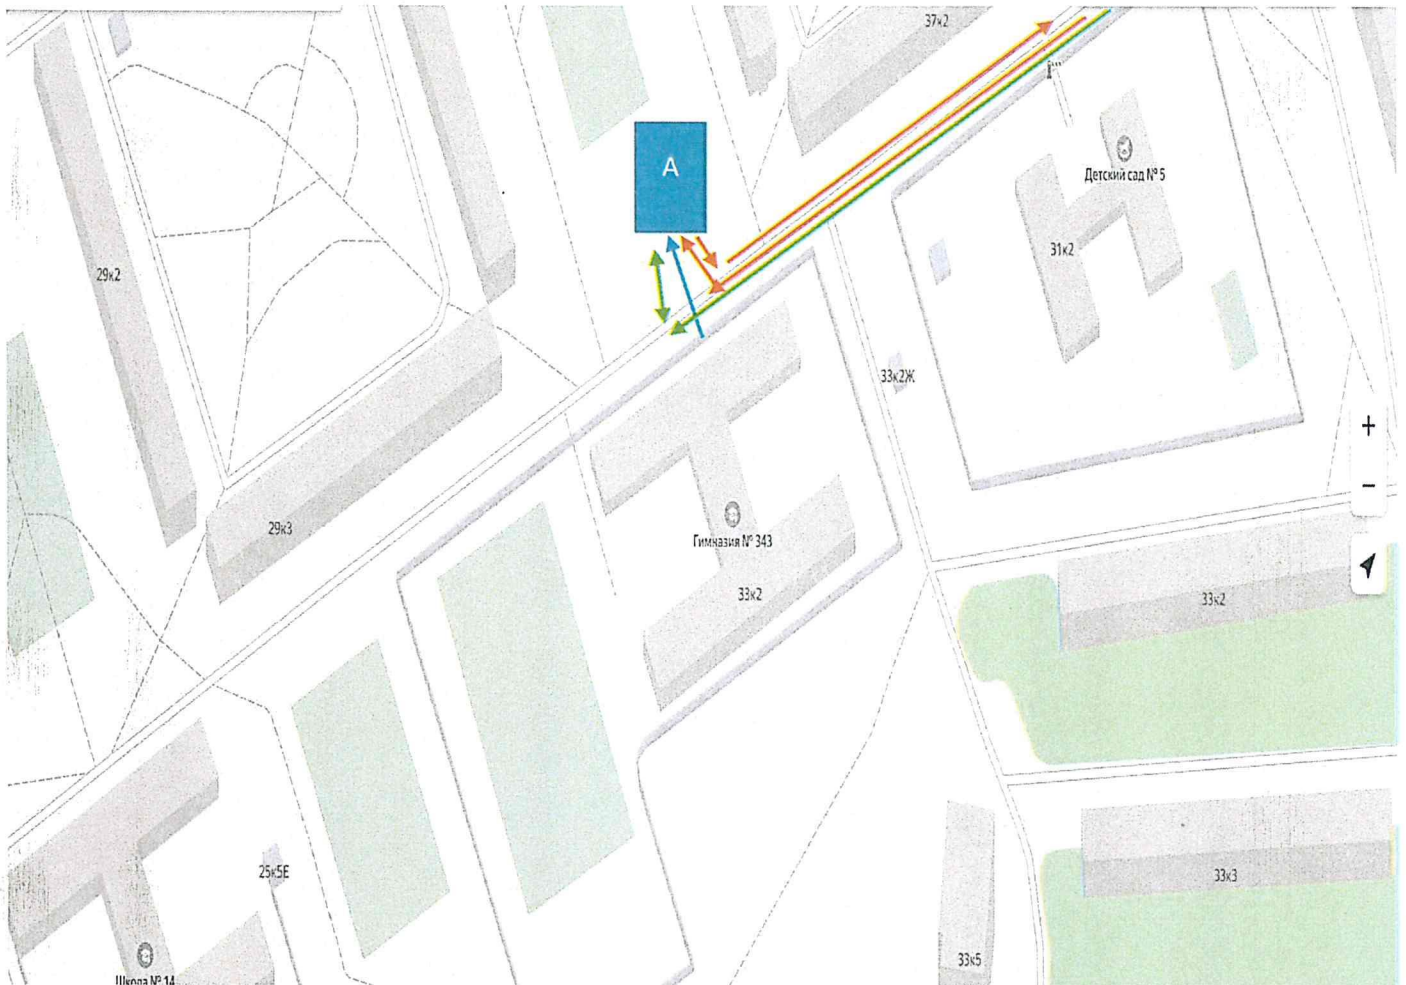 37к2
А
Детский сад № 5
29к2
31к2
33к2Ж
+
−
29к3
Гимназия № 343
33к2
33к2
25к5Е
33к3
33к5
Школа № 14